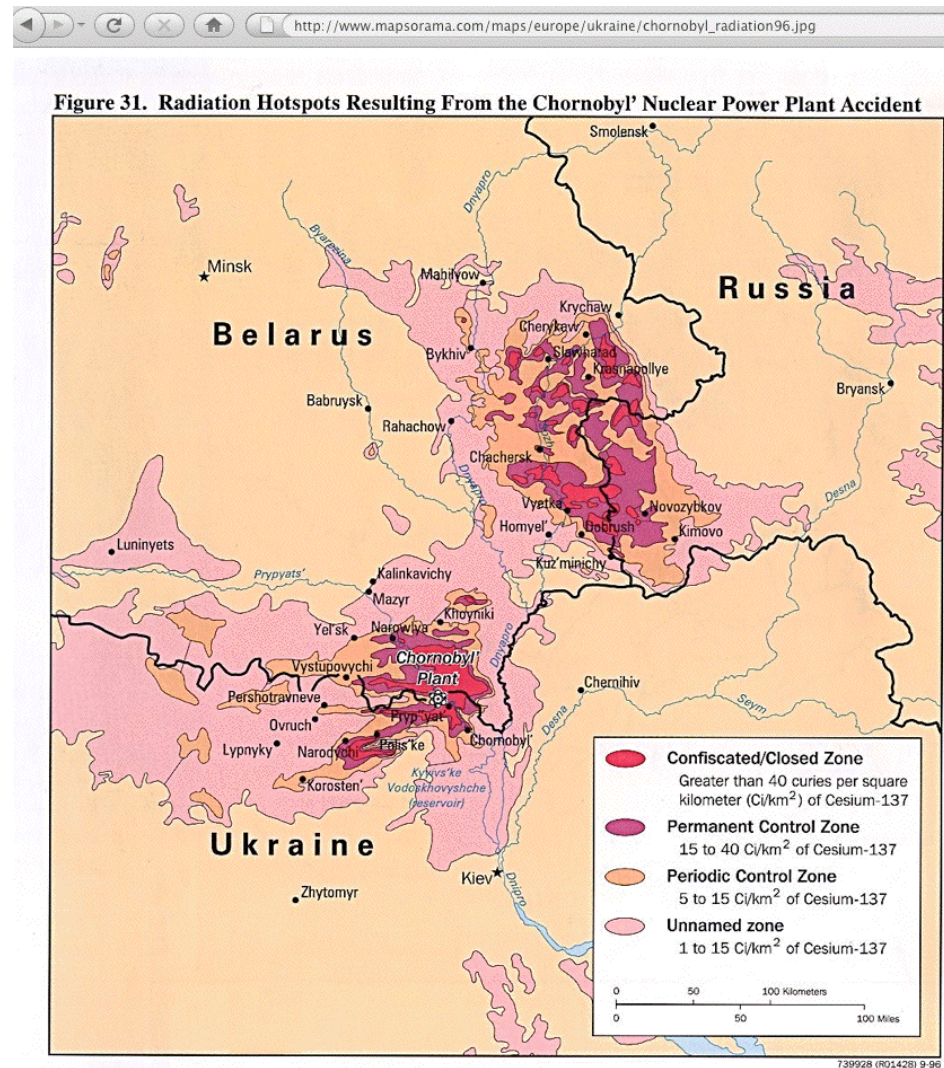 http://www.mapsorama.com/maps/europe/ukraine/chornobyl_radiation96.jpg
Figure 31. Radiation Hotspots Resulting From the Chornobyl' Nuclear Power Plant Accident
Smolensk
Dnyapro
Byarezina
Minsk
Mahilyow
Russia
Krychaw
Cherykaw
Belarus
Bykhiv
Slawharad
Krasnapollye
Bryansk
Babruysk
Rahachow
Sozh
Chachersk
Dnyapro
Desna
Vyetka
Novozybkov
Homyel'
Dobrush
Kimovo
Luninyets
Kuz'minichy
Prypyats'
Kalinkavichy
Mazyr
Khoyniki
Yel'sk
Narowlya
Dnyapro
Chornobyl'
Plant
Vystupovychi
Chernihiv
Pershotravneve
Pryp"yat'
Desna
Seym
Ovruch
Chornobyl'
Lypnyky
Narodychi
Polis'ke
Korosten'
Kyyivs'ke
Vodoskhovyshche
(reservoir)
Ukraine
Kiev
Dnipro
Zhytomyr
Confiscated/Closed Zone
Greater than 40 curies per square
kilometer (Ci/km²) of Cesium-137
Permanent Control Zone
15 to 40 Ci/km² of Cesium-137
Periodic Control Zone
5 to 15 Ci/km² of Cesium-137
Unnamed zone
1 to 15 Ci/km² of Cesium-137
0 50 100 Kilometers
0 50 100 Miles
739928 (R01428) 9-96